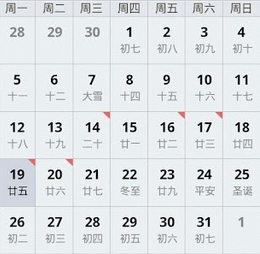 周一 周二 周三 周四 周五 周六 周日
28 29 30 1 2 3 4
初七 初八 初九 初十
5 6 7 8 9 10 11
十一 十二 大雪 十四 十五 十六 十七
12 13 14 15 16 17 18
十八 十九 二十 廿一 廿二 廿三 廿四
19 20 21 22 23 24 25
廿五 廿六 廿七 冬至 廿九 平安 圣诞
26 27 28 29 30 31 1
初二 初三 初四 初五 初六 初七